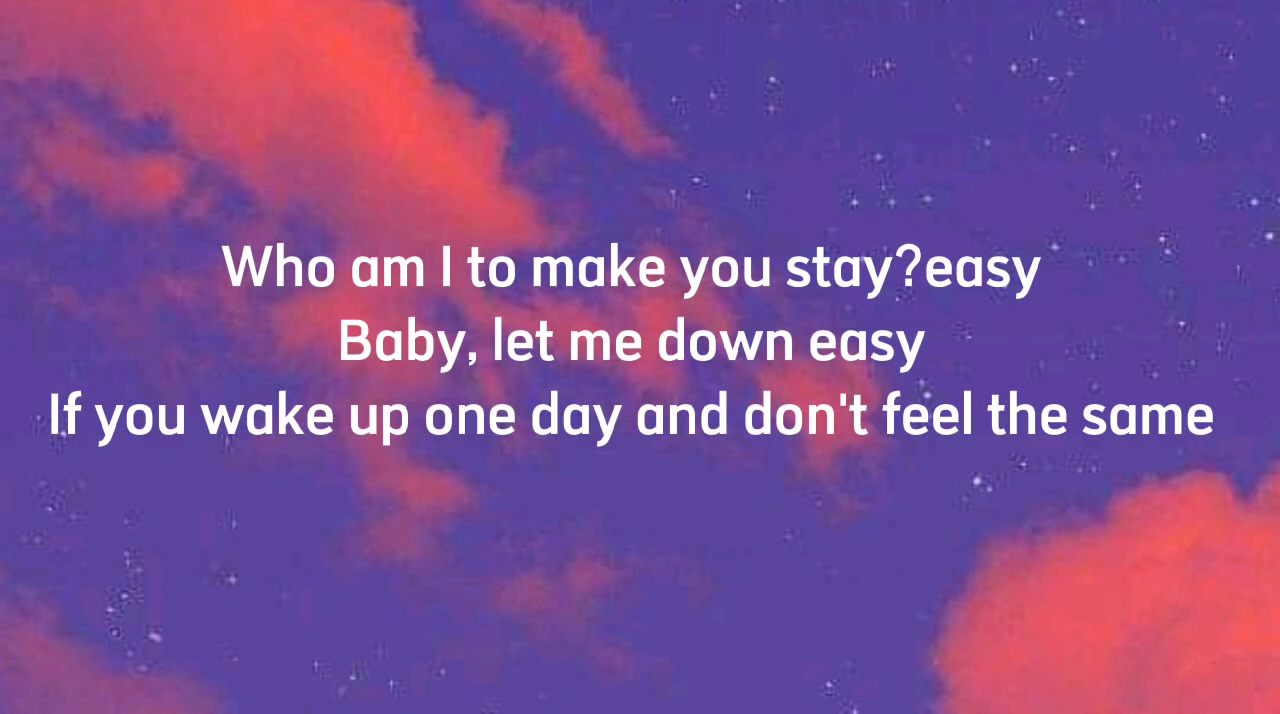 Who am I to make you stay?easy
Baby, let me down easy
If you wake up one day and don't feel the same